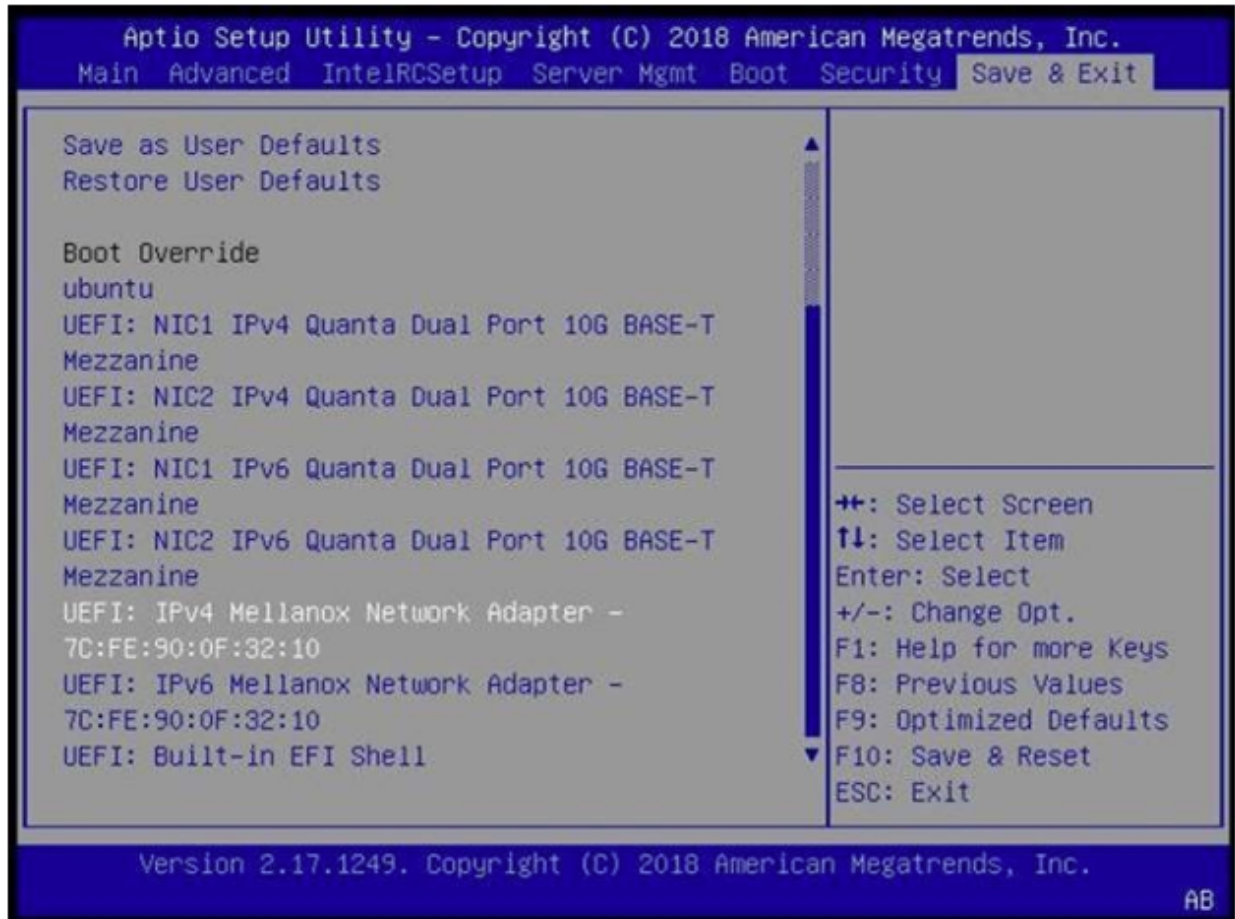 Aptio Setup Utility – Copyright (C) 2018 American Megatrends, Inc.
Main Advanced IntelRCSetup Server Mgmt Boot Security Save & Exit
Save as User Defaults
Restore User Defaults
Boot Override
ubuntu
UEFI: NIC1 IPv4 Quanta Dual Port 10G BASE-T
Mezzanine
UEFI: NIC2 IPv4 Quanta Dual Port 10G BASE-T
Mezzanine
UEFI: NIC1 IPv6 Quanta Dual Port 10G BASE-T
Mezzanine
UEFI: NIC2 IPv6 Quanta Dual Port 10G BASE-T
Mezzanine
UEFI: IPv4 Mellanox Network Adapter –
7C:FE:90:0F:32:10
UEFI: IPv6 Mellanox Network Adapter –
7C:FE:90:0F:32:10
UEFI: Built-in EFI Shell
→←: Select Screen
↑↓: Select Item
Enter: Select
+/-: Change Opt.
F1: Help for more Keys
F8: Previous Values
F9: Optimized Defaults
F10: Save & Reset
ESC: Exit
Version 2.17.1249. Copyright (C) 2018 American Megatrends, Inc.
AB